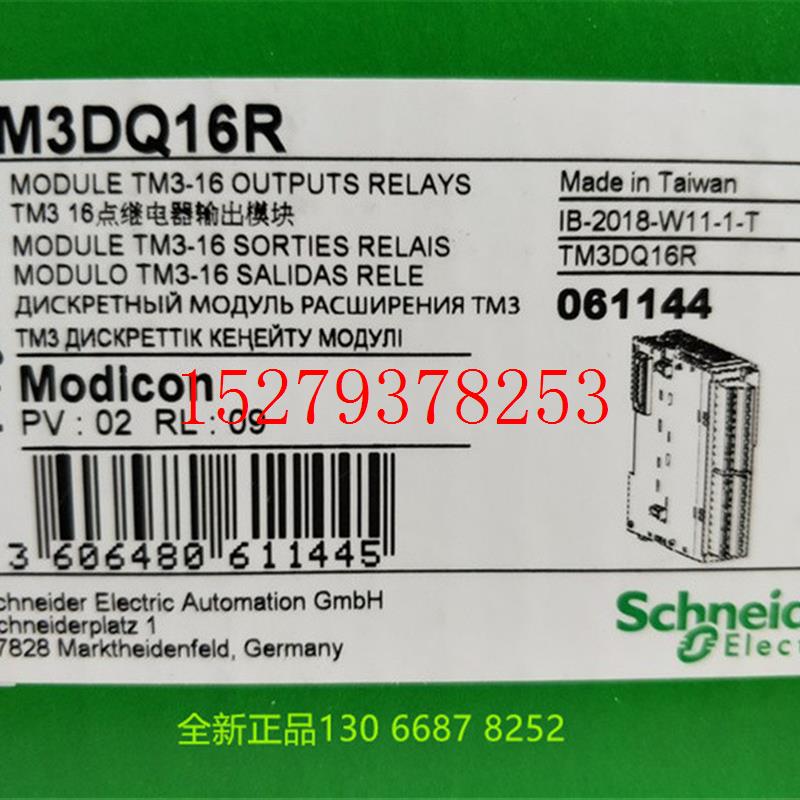 M3DQ16R
MODULE TM3-16 OUTPUTS RELAYS
TM3 16点继电器输出模块
MODULE TM3-16 SORTIES RELAIS
MODULO TM3-16 SALIDAS RELE
ДИСКРЕТНЫЙ МОДУЛЬ РАСШИРЕНИЯ TM3
TM3 ДИСКРЕТТІК КЕҢЕЙТУ МОДУЛІ
Made in Taiwan
IB-2018-W11-1-T
TM3DQ16R
061144
Modicon
15279378253
PV : 02 RL : 09
3 606480 611445
chneider Electric Automation GmbH
chneiderplatz 1
7828 Marktheidenfeld, Germany
Schneid
Elect
全新正品130 6687 8252